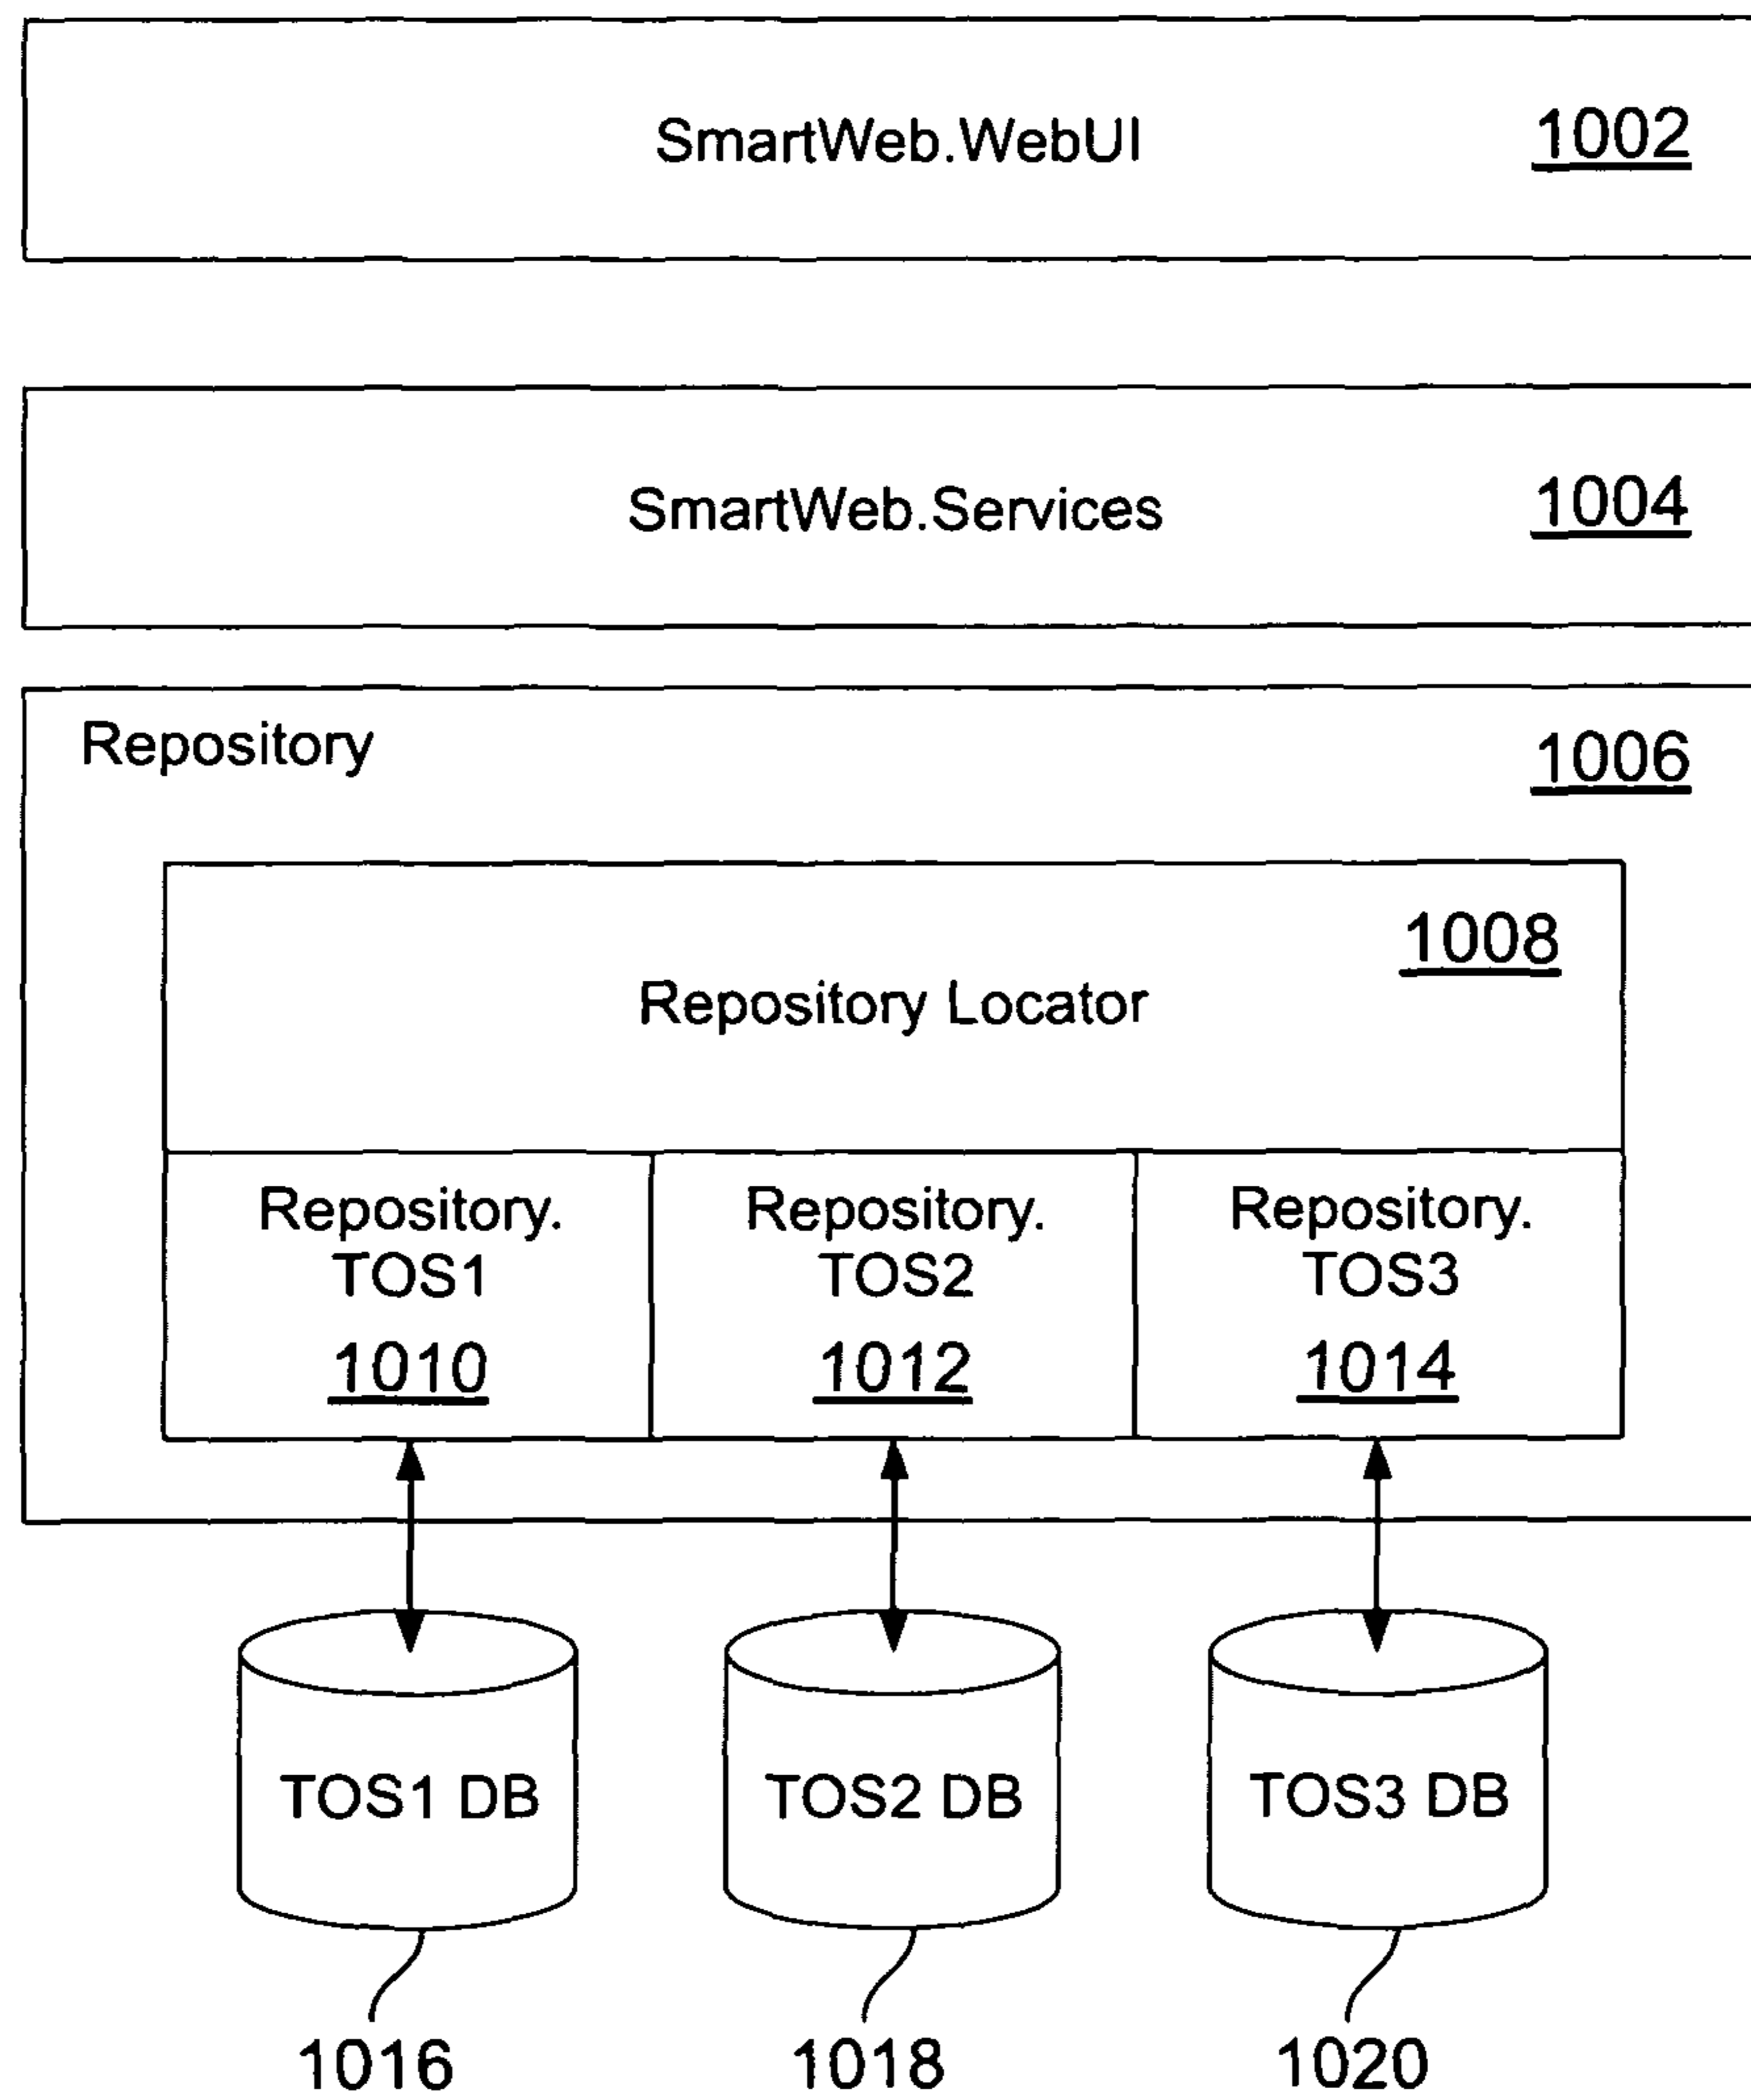 SmartWeb.WebUI 1002
SmartWeb.Services 1004
Repository 1006
1008
Repository Locator
Repository.
TOS1
1010
Repository.
TOS2
1012
Repository.
TOS3
1014
TOS1 DB
TOS2 DB
TOS3 DB
1016
1018
1020